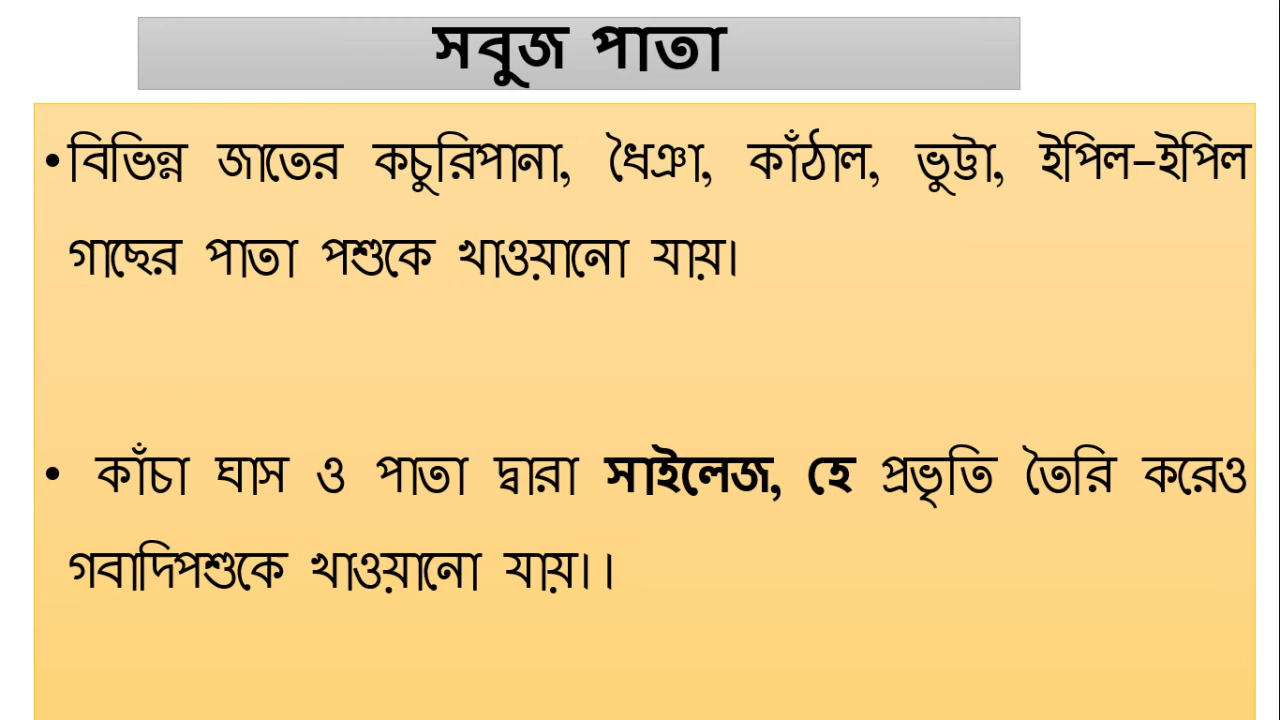 সবুজ পাতা
•বিভিন্ন জাতের কচুরিপানা, ধৈঞা, কাঁঠাল, ভুট্টা, ইপিল–ইপিল
গাছের পাতা পশুকে খাওয়ানো যায়।
• কাঁচা ঘাস ও পাতা দ্বারা সাইলেজ, হে প্রভৃতি তৈরি করেও
গবাদিপশুকে খাওয়ানো যায়।।